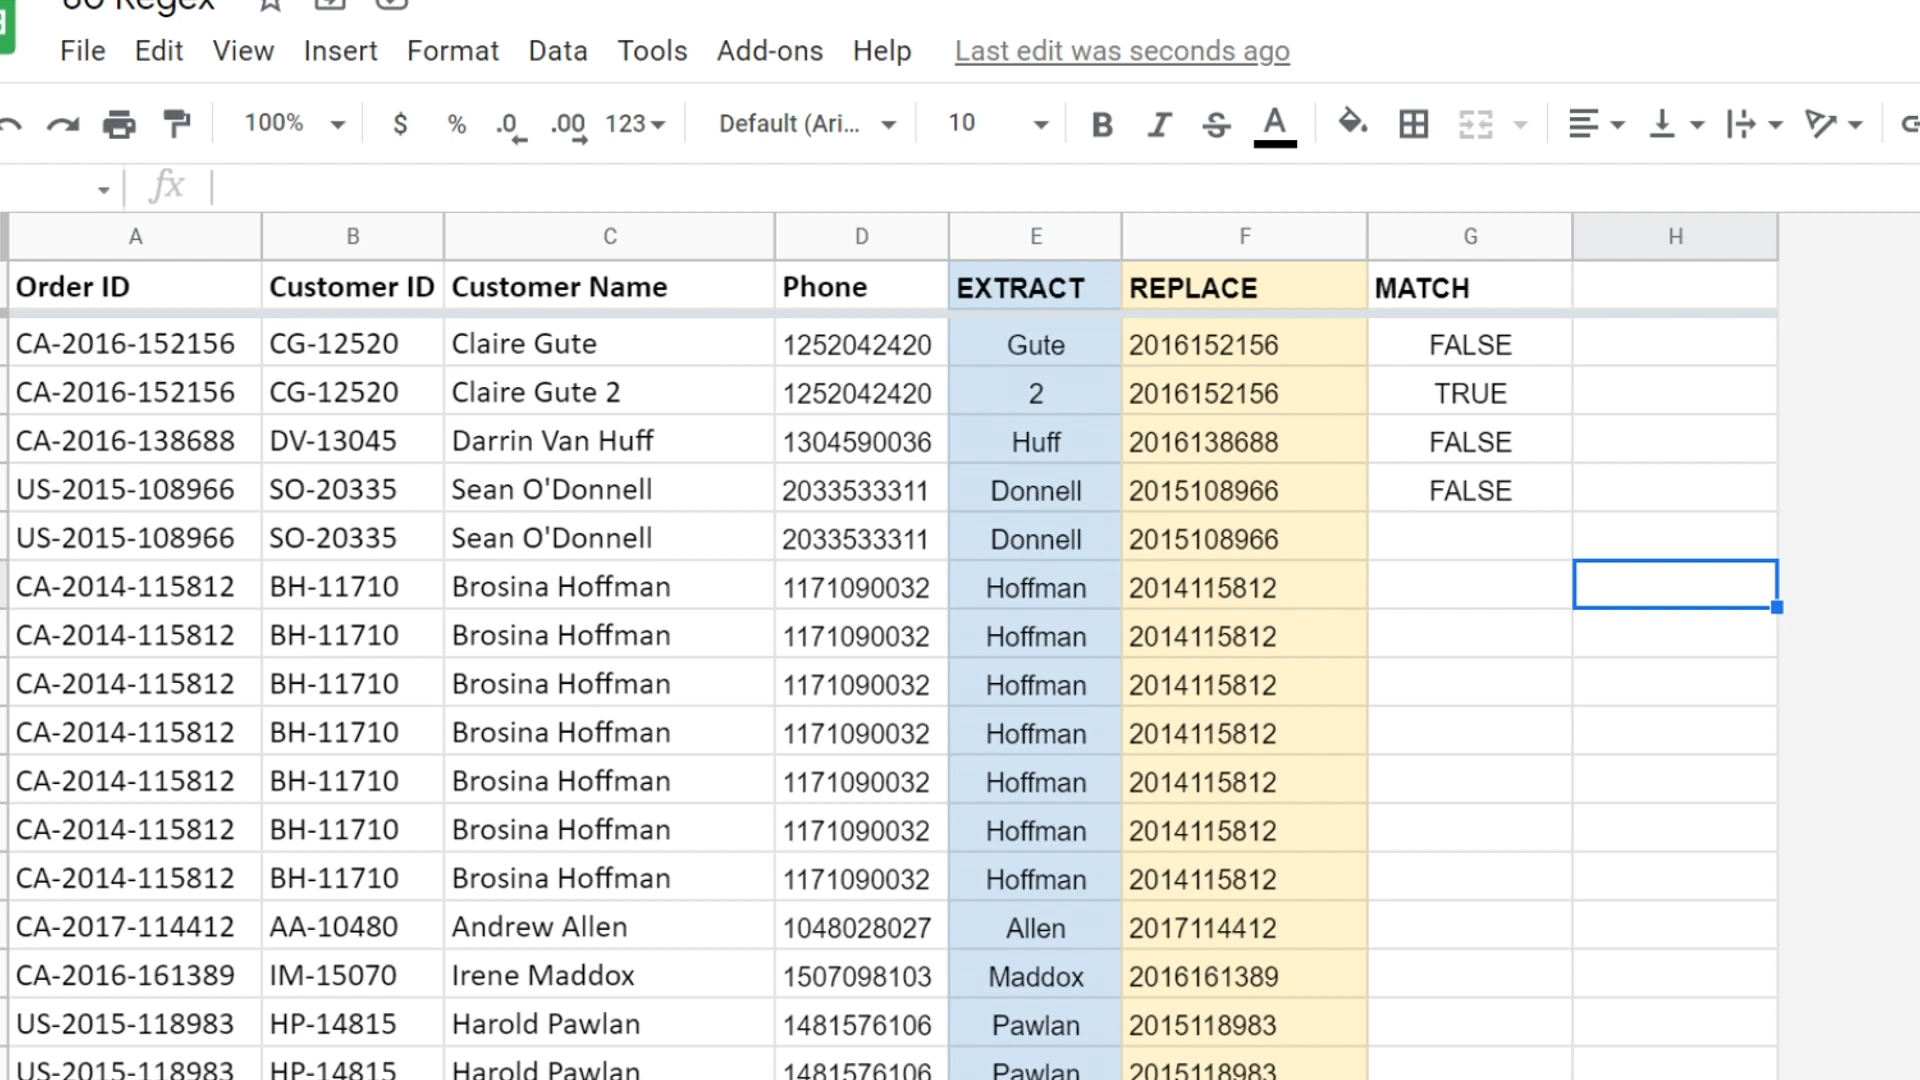 80 Regex
File Edit View Insert Format Data Tools Add-ons Help Last edit was seconds ago
100% $ % .0 .00 123 Default (Ari... 10 B I S A
fx
A B C D E F G H
Order ID Customer ID Customer Name Phone EXTRACT REPLACE MATCH
CA-2016-152156 CG-12520 Claire Gute 1252042420 Gute 2016152156 FALSE
CA-2016-152156 CG-12520 Claire Gute 2 1252042420 2 2016152156 TRUE
CA-2016-138688 DV-13045 Darrin Van Huff 1304590036 Huff 2016138688 FALSE
US-2015-108966 SO-20335 Sean O'Donnell 2033533311 Donnell 2015108966 FALSE
US-2015-108966 SO-20335 Sean O'Donnell 2033533311 Donnell 2015108966
CA-2014-115812 BH-11710 Brosina Hoffman 1171090032 Hoffman 2014115812
CA-2014-115812 BH-11710 Brosina Hoffman 1171090032 Hoffman 2014115812
CA-2014-115812 BH-11710 Brosina Hoffman 1171090032 Hoffman 2014115812
CA-2014-115812 BH-11710 Brosina Hoffman 1171090032 Hoffman 2014115812
CA-2014-115812 BH-11710 Brosina Hoffman 1171090032 Hoffman 2014115812
CA-2014-115812 BH-11710 Brosina Hoffman 1171090032 Hoffman 2014115812
CA-2014-115812 BH-11710 Brosina Hoffman 1171090032 Hoffman 2014115812
CA-2017-114412 AA-10480 Andrew Allen 1048028027 Allen 2017114412
CA-2016-161389 IM-15070 Irene Maddox 1507098103 Maddox 2016161389
US-2015-118983 HP-14815 Harold Pawlan 1481576106 Pawlan 2015118983
US-2015-118983 HP-14815 Harold Pawlan 1481576106 Pawlan 2015118983